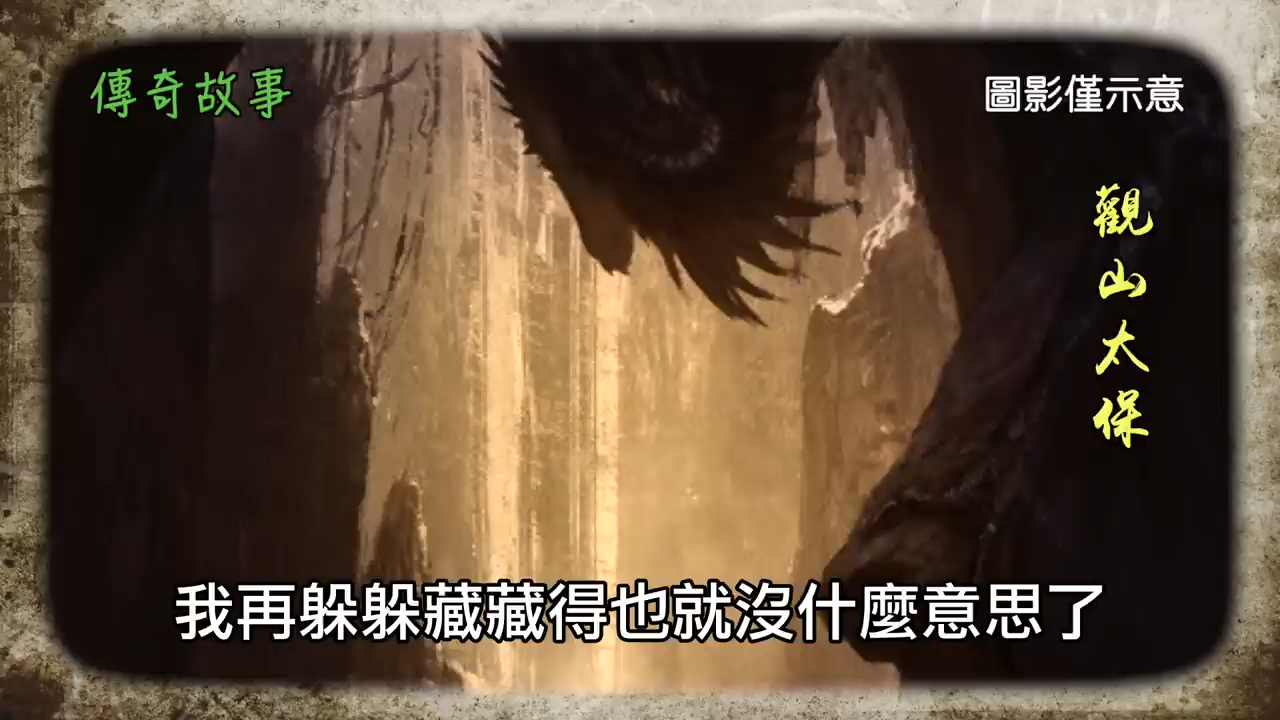 傳奇故事
圖影僅示意
觀山太保
我再躲躲藏藏得也就沒什麼意思了